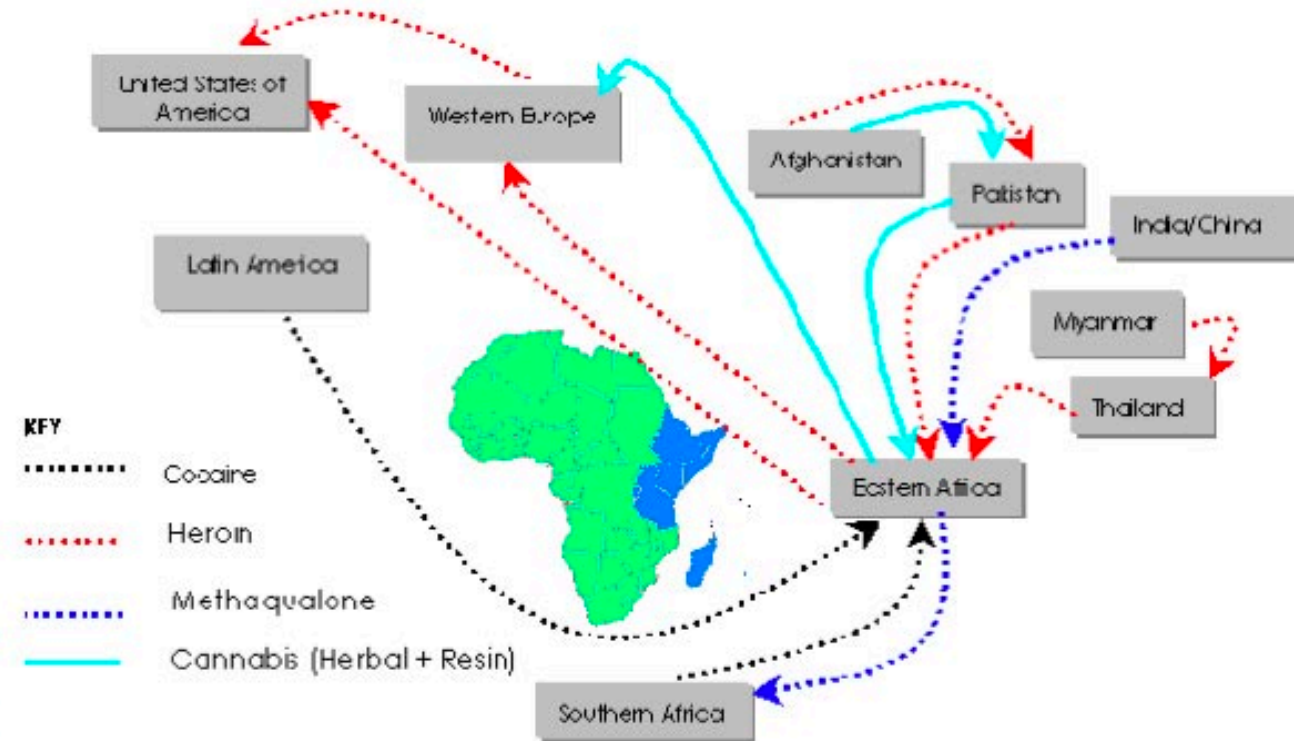 United States of
America
Western Europe
Afghanistan
Pakistan
India/China
Latin America
Myanmar
Thailand
KEY
Cocaire
Heroin
Eastern Africa
Methaqualone
Cannabis (Herbal + Resin)
Southern Africa